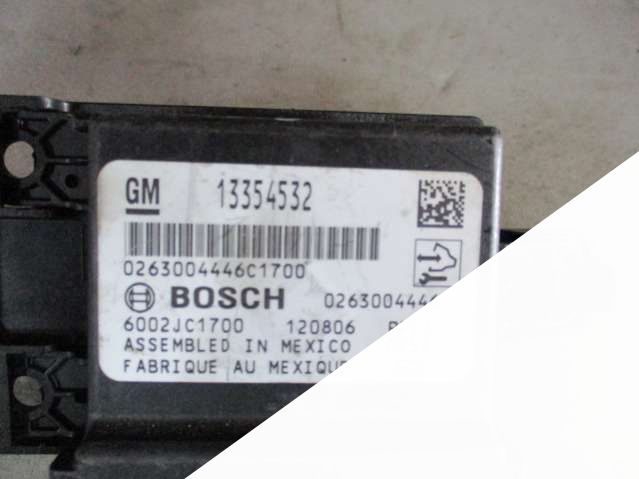 GM 13354532
0263004446C1700
BOSCH
6002JC1700 120806
ASSEMBLED IN MEXICO
FABRIQUE AU MEXIQUE